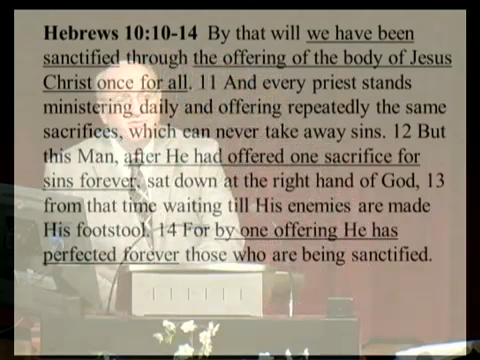 Hebrews 10:10-14 By that will we have been
sanctified through the offering of the body of Jesus
Christ once for all. 11 And every priest stands
ministering daily and offering repeatedly the same
sacrifices, which can never take away sins. 12 But
this Man, after He had offered one sacrifice for
sins forever, sat down at the right hand of God, 13
from that time waiting till His enemies are made
His footstool. 14 For by one offering He has
perfected forever those who are being sanctified.